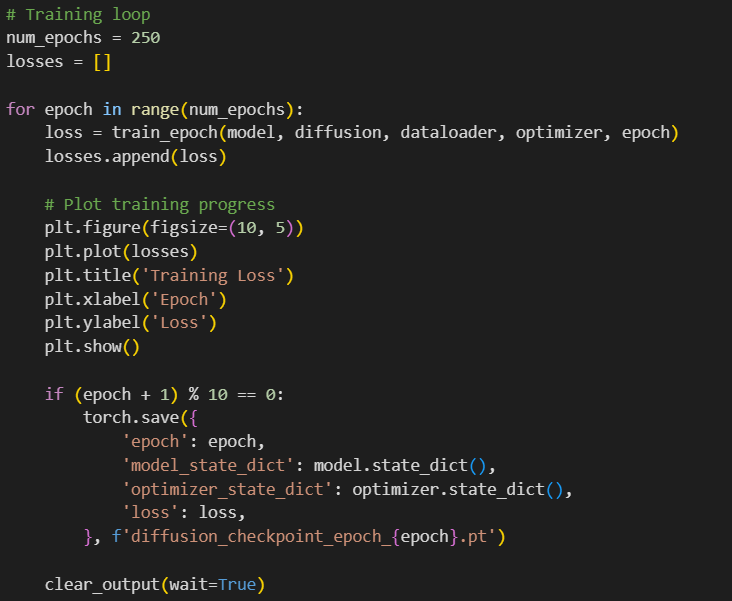 # Training loop
num_epochs = 250
losses = []

for epoch in range(num_epochs):
    loss = train_epoch(model, diffusion, dataloader, optimizer, epoch)
    losses.append(loss)

    # Plot training progress
    plt.figure(figsize=(10, 5))
    plt.plot(losses)
    plt.title('Training Loss')
    plt.xlabel('Epoch')
    plt.ylabel('Loss')
    plt.show()

    if (epoch + 1) % 10 == 0:
        torch.save({
            'epoch': epoch,
            'model_state_dict': model.state_dict(),
            'optimizer_state_dict': optimizer.state_dict(),
            'loss': loss,
        }, f'diffusion_checkpoint_epoch_{epoch}.pt')

    clear_output(wait=True)